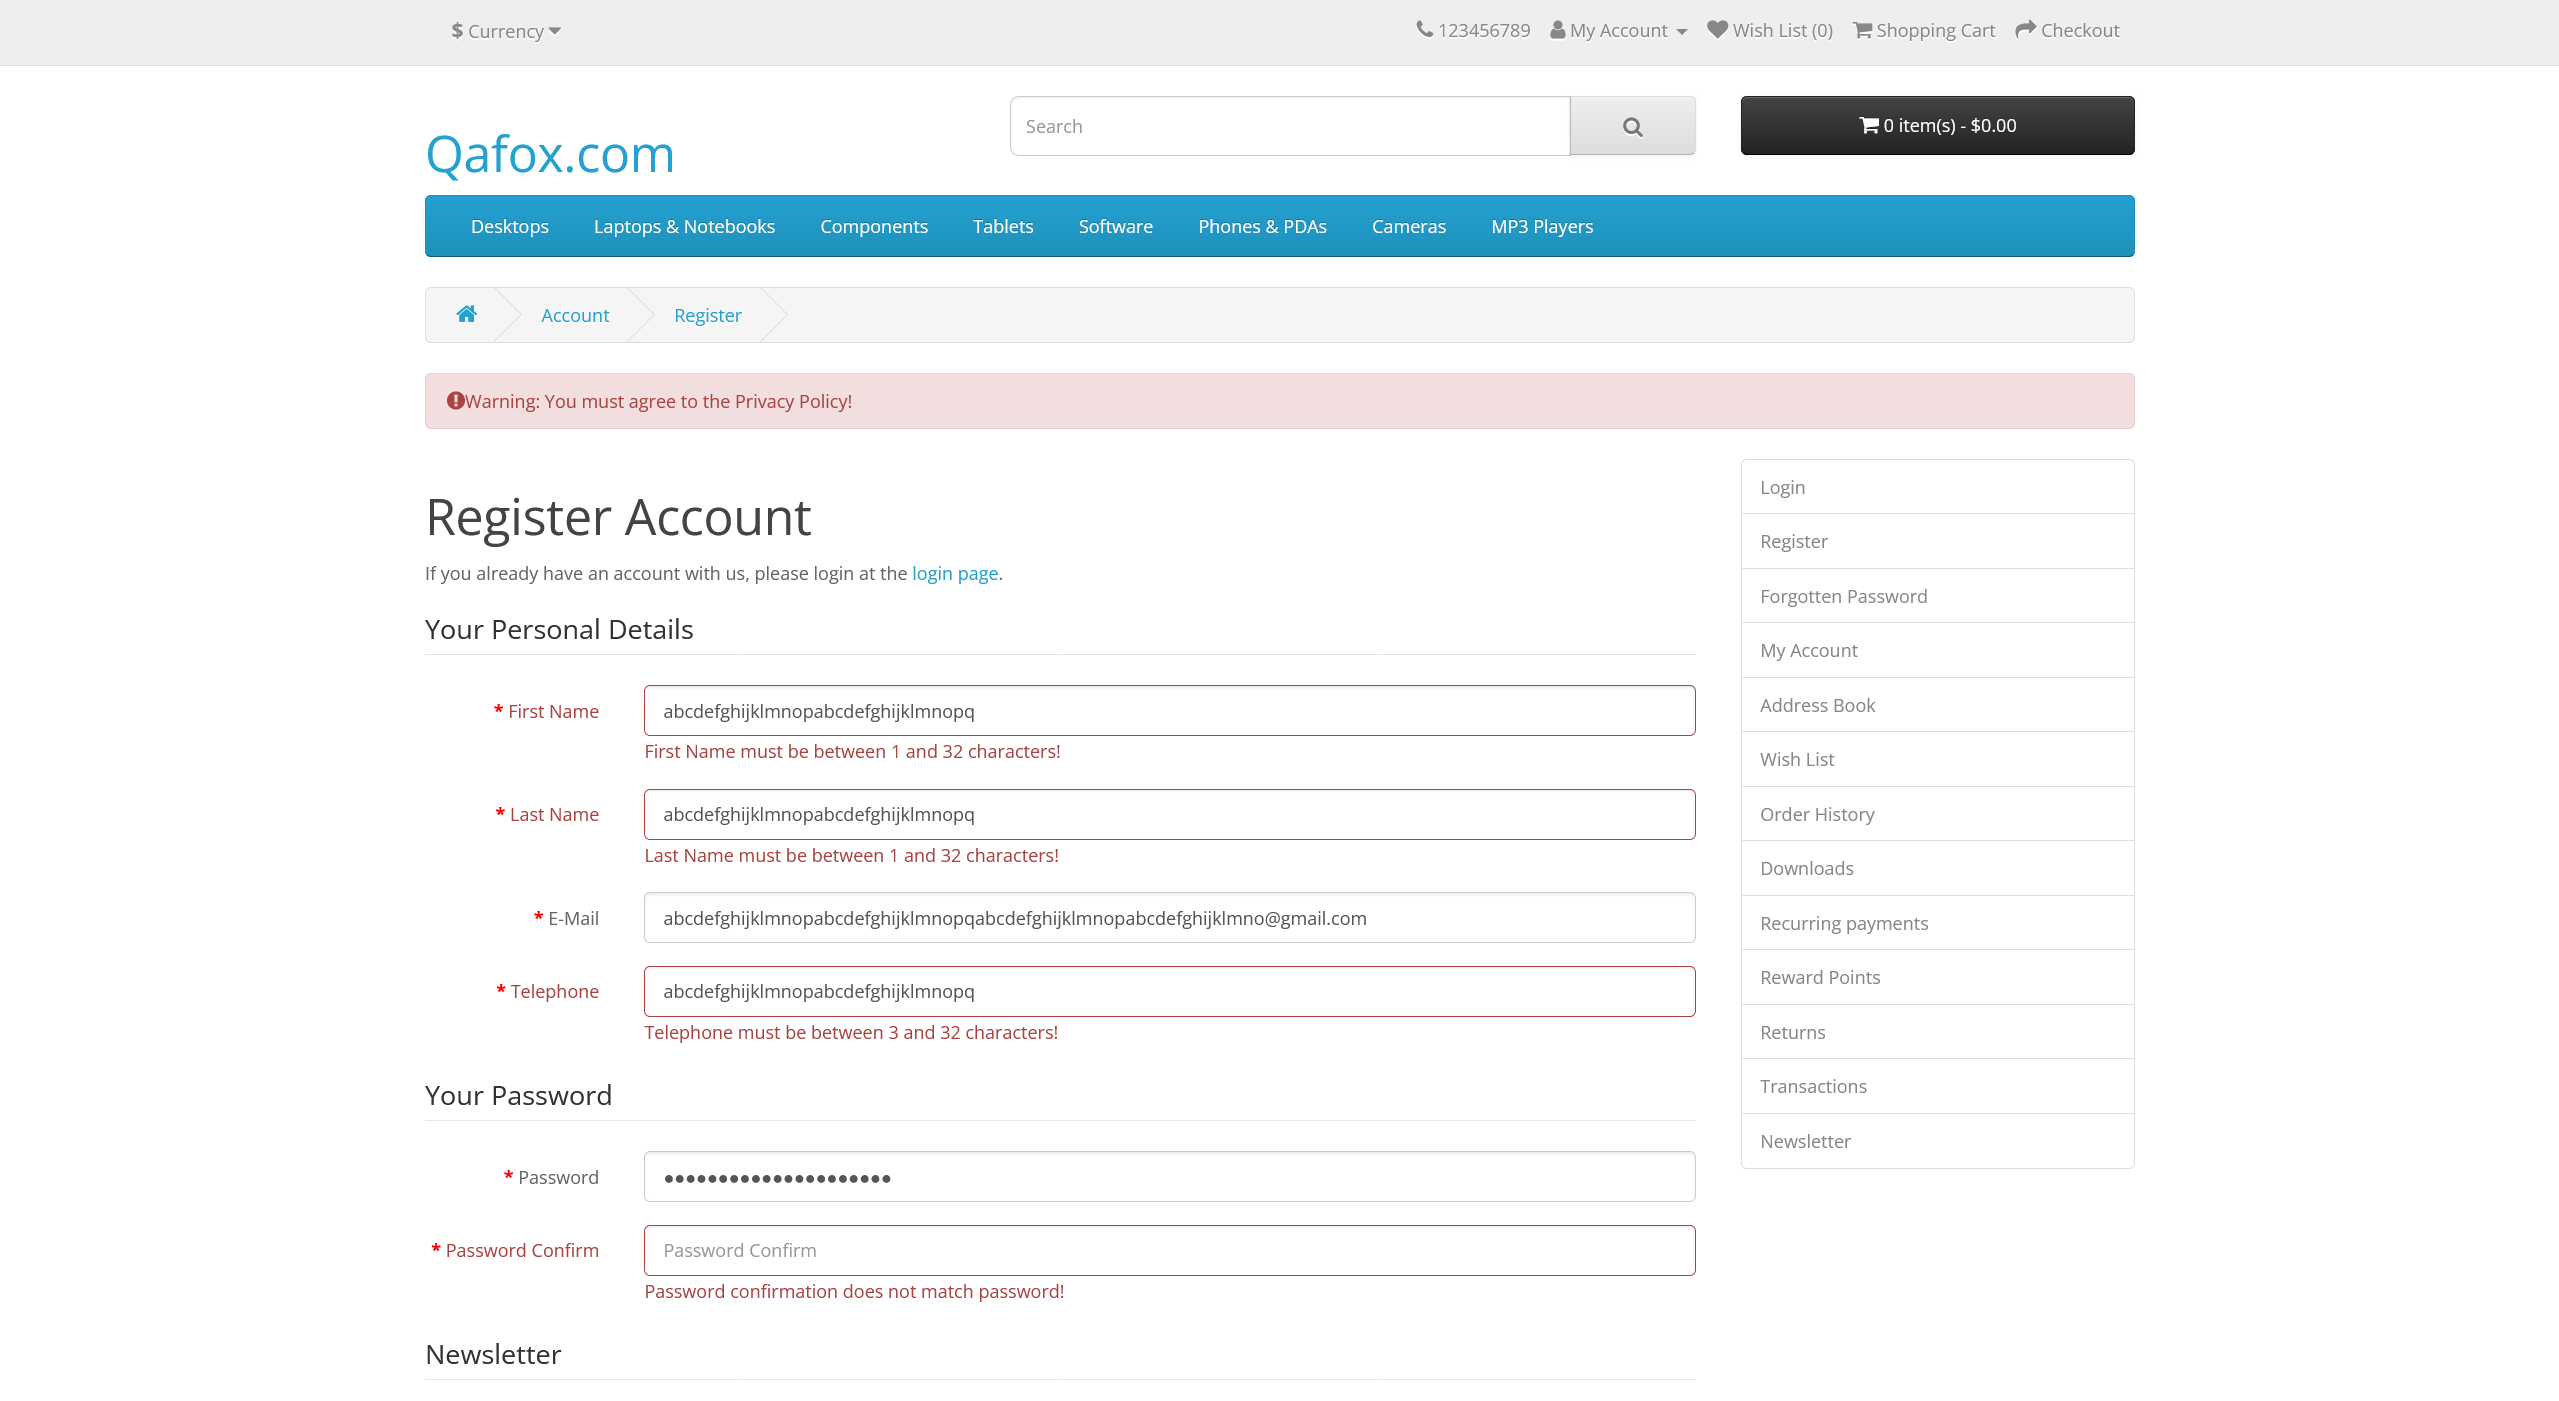 $ Currency
123456789 My Account Wish List (0) Shopping Cart Checkout
Qafox.com
Search
0 item(s) - $0.00
Desktops Laptops & Notebooks Components Tablets Software Phones & PDAs Cameras MP3 Players
Account Register
Warning: You must agree to the Privacy Policy!
Register Account
If you already have an account with us, please login at the login page.
Your Personal Details
* First Name abcdefghijklmnopabcdefghijklmnopq
First Name must be between 1 and 32 characters!
* Last Name abcdefghijklmnopabcdefghijklmnopq
Last Name must be between 1 and 32 characters!
* E-Mail abcdefghijklmnopabcdefghijklmnopqabcdefghijklmnopabcdefghijklmno@gmail.com
* Telephone abcdefghijklmnopabcdefghijklmnopq
Telephone must be between 3 and 32 characters!
Your Password
* Password •••••••••••••••••••••
* Password Confirm Password Confirm
Password confirmation does not match password!
Newsletter
Login
Register
Forgotten Password
My Account
Address Book
Wish List
Order History
Downloads
Recurring payments
Reward Points
Returns
Transactions
Newsletter